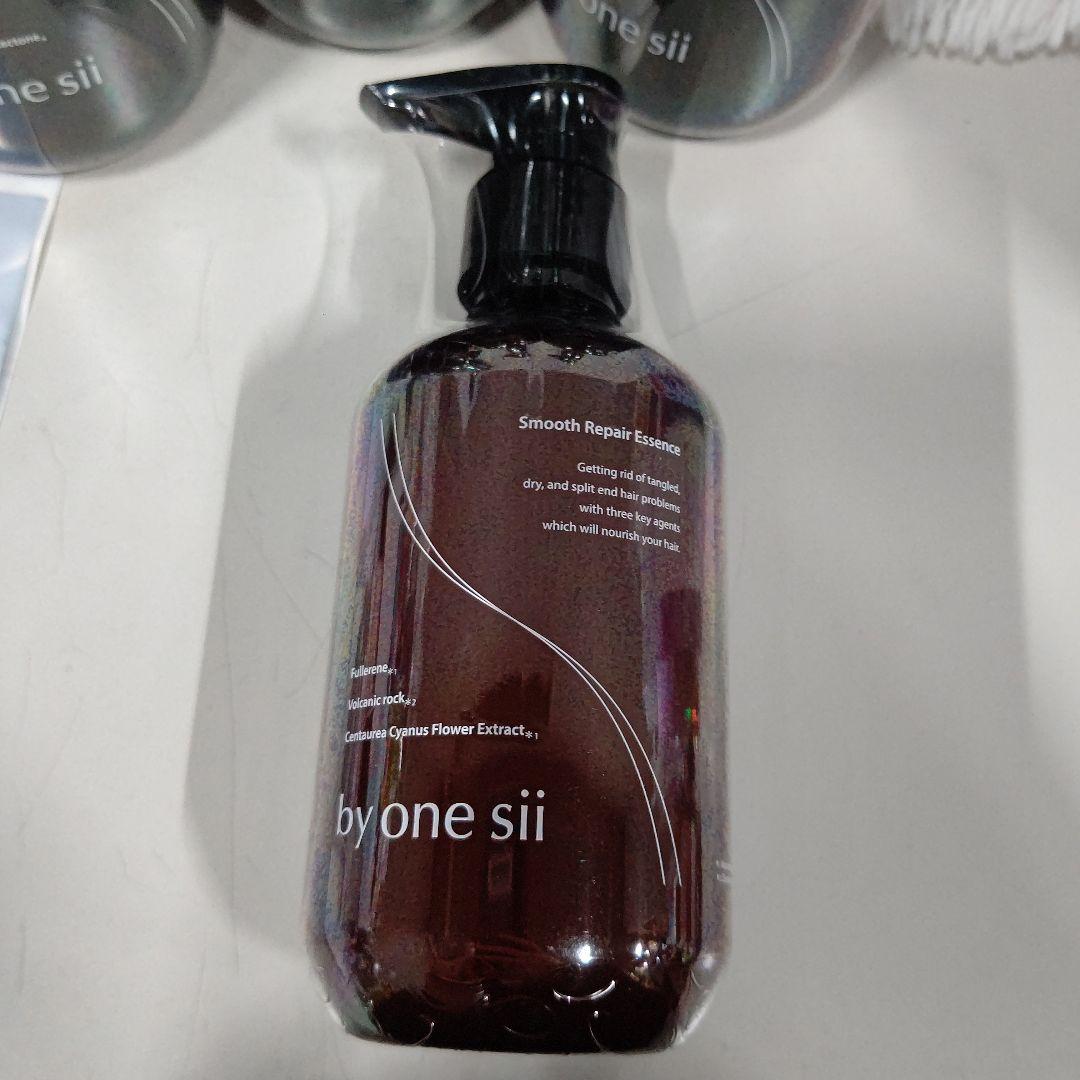 ne sii
one sii
Smooth Repair Essence
Getting rid of tangled,
dry, and split end hair problems
with three key agents
which will nourish your hair.
Fullerene*1
Volcanic rock*2
Centaurea Cyanus Flower Extract*1
by one sii